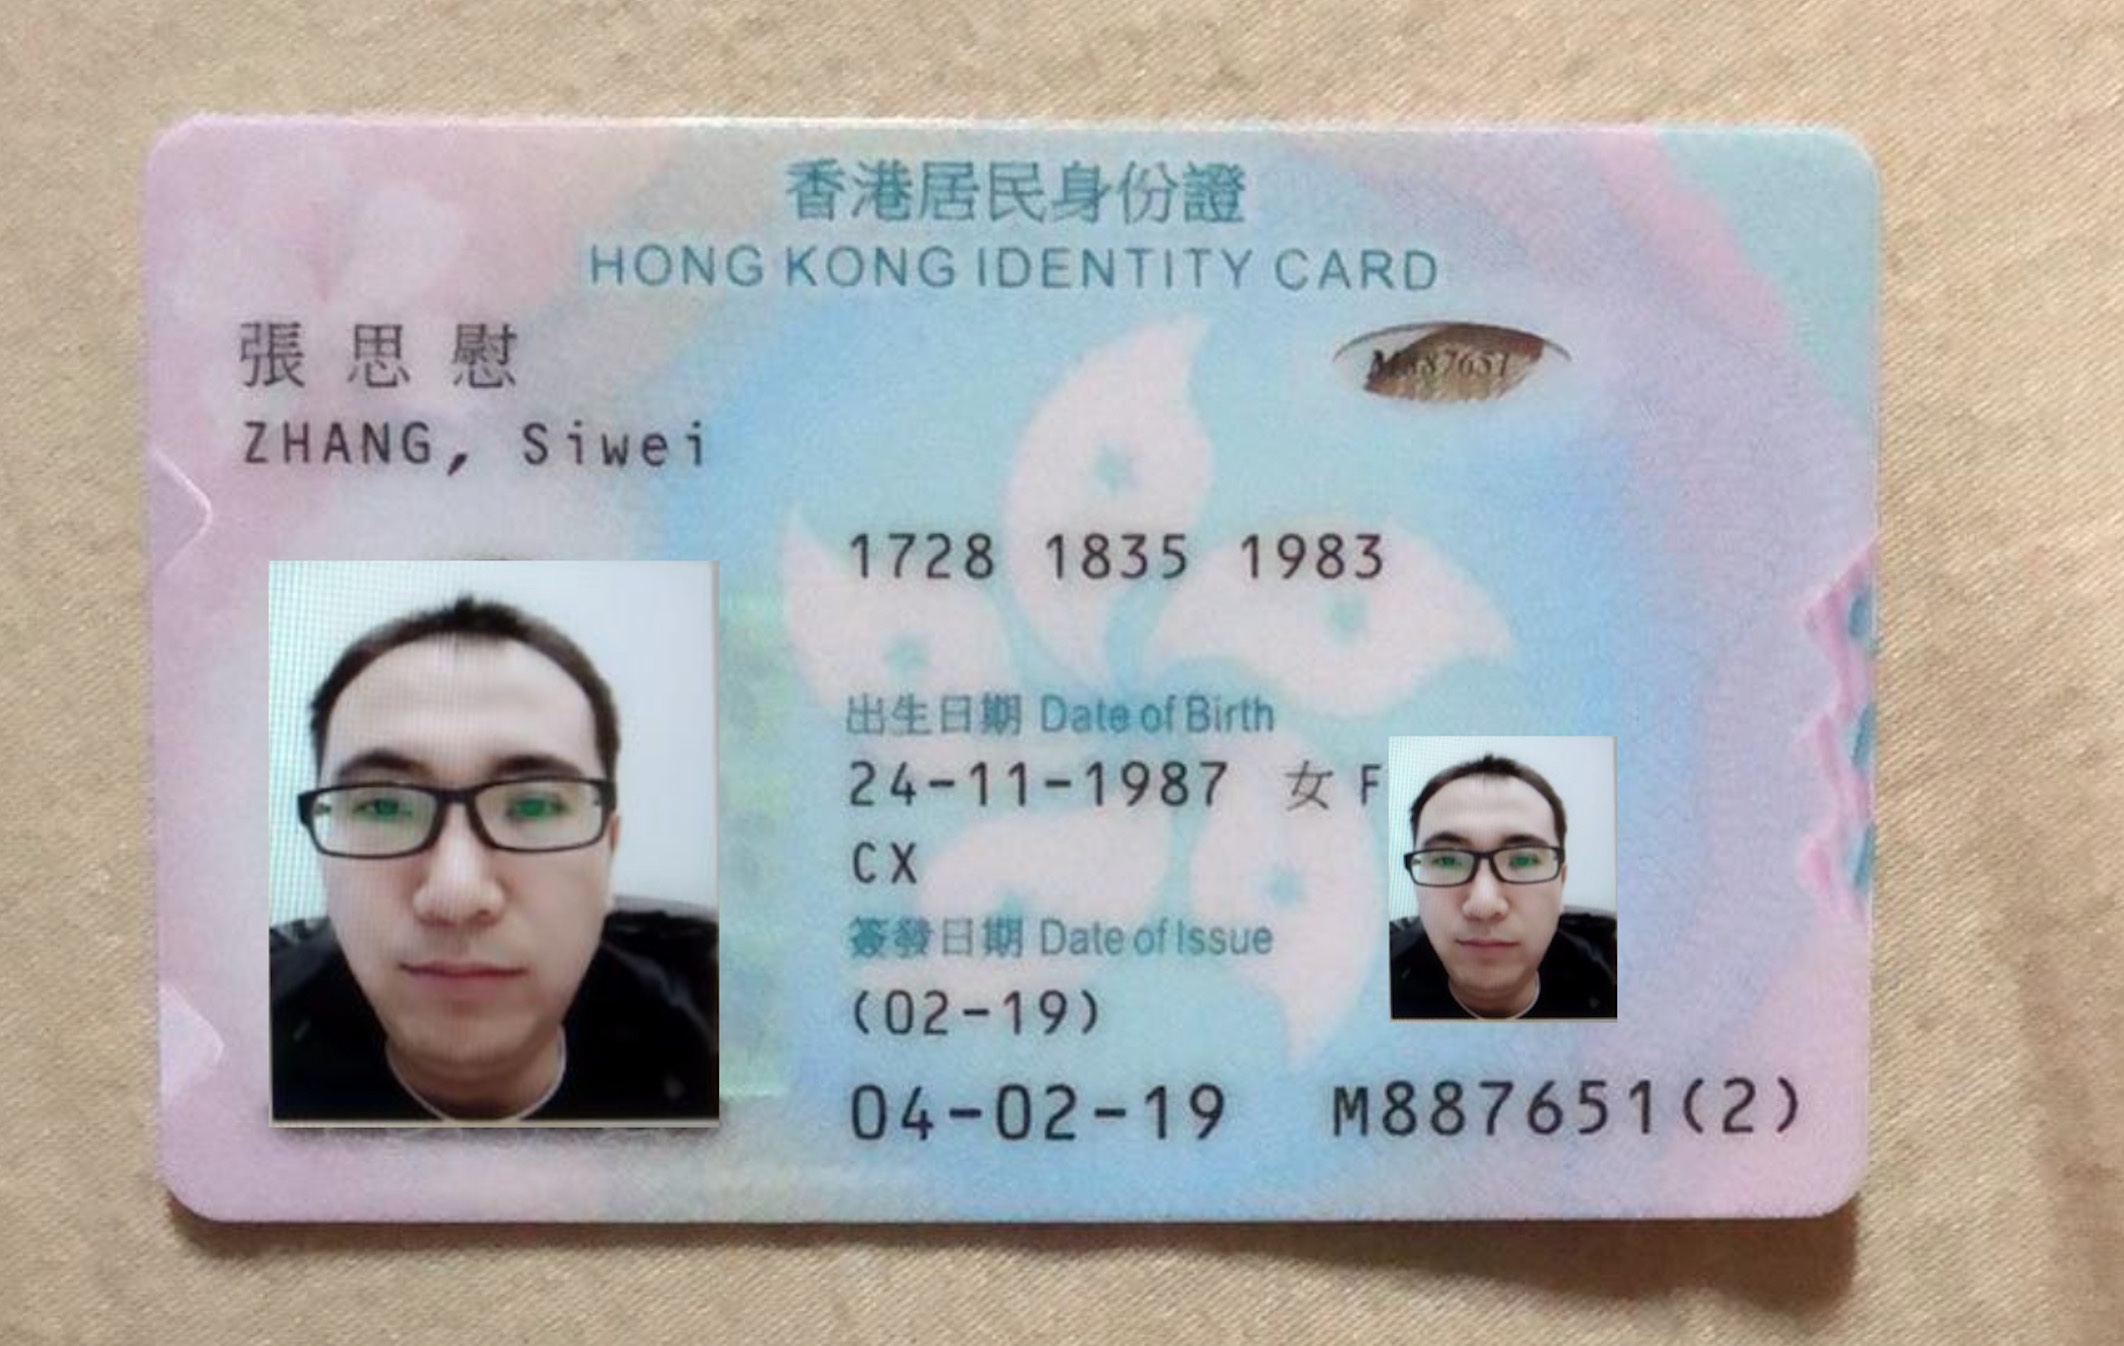 香港居民身份證
HONG KONG IDENTITY CARD
張思慰
ZHANG, Siwei
M887651
1728 1835 1983
出生日期 Date of Birth
24-11-1987 女 F
CX
簽發日期 Date of Issue
(02-19)
04-02-19 M887651(2)